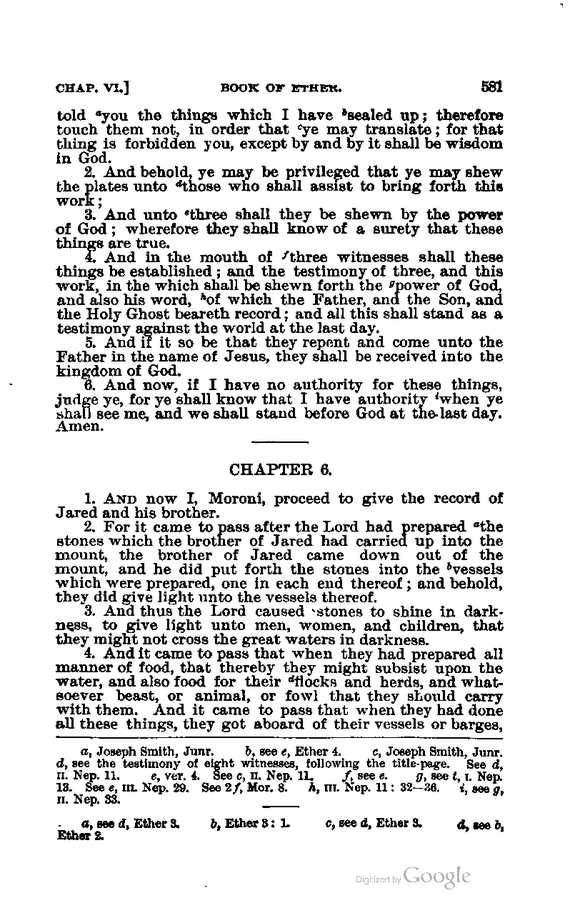 CHAP. VI.] BOOK OF ETHER. 581
told ᵃyou the things which I have ᵇsealed up; therefore
touch them not, in order that ᶜye may translate; for that
thing is forbidden you, except by and by it shall be wisdom
in God.
2. And behold, ye may be privileged that ye may shew
the plates unto ᵈthose who shall assist to bring forth this
work;
3. And unto ᵉthree shall they be shewn by the power
of God; wherefore they shall know of a surety that these
things are true.
4. And in the mouth of ᶠthree witnesses shall these
things be established; and the testimony of three, and this
work, in the which shall be shewn forth the ᵍpower of God,
and also his word, ʰof which the Father, and the Son, and
the Holy Ghost beareth record; and all this shall stand as a
testimony against the world at the last day.
5. And if it so be that they repent and come unto the
Father in the name of Jesus, they shall be received into the
kingdom of God.
6. And now, if I have no authority for these things,
judge ye, for ye shall know that I have authority ⁱwhen ye
shall see me, and we shall stand before God at the last day.
Amen.
CHAPTER 6.
1. AND now I, Moroni, proceed to give the record of
Jared and his brother.
2. For it came to pass after the Lord had prepared ᵃthe
stones which the brother of Jared had carried up into the
mount, the brother of Jared came down out of the
mount, and he did put forth the stones into the ᵇvessels
which were prepared, one in each end thereof; and behold,
they did give light unto the vessels thereof.
3. And thus the Lord caused ᶜstones to shine in dark-
ness, to give light unto men, women, and children, that
they might not cross the great waters in darkness.
4. And it came to pass that when they had prepared all
manner of food, that thereby they might subsist upon the
water, and also food for their ᵈflocks and herds, and what-
soever beast, or animal, or fowl that they should carry
with them. And it came to pass that when they had done
all these things, they got aboard of their vessels or barges,
a, Joseph Smith, Junr. b, see e, Ether 4. c, Joseph Smith, Junr.
d, see the testimony of eight witnesses, following the title-page. See d,
II. Nep. 11. e, ver. 4. See c, II. Nep. 11. f, see e. g, see t, I. Nep.
13. See e, III. Nep. 29. See 2f, Mor. 8. h, III. Nep. 11: 32–36. i, see g,
II. Nep. 33.
a, see d, Ether 3. b, Ether 3: 1. c, see d, Ether 3. d, see b,
Ether 2.
Digitized by Google